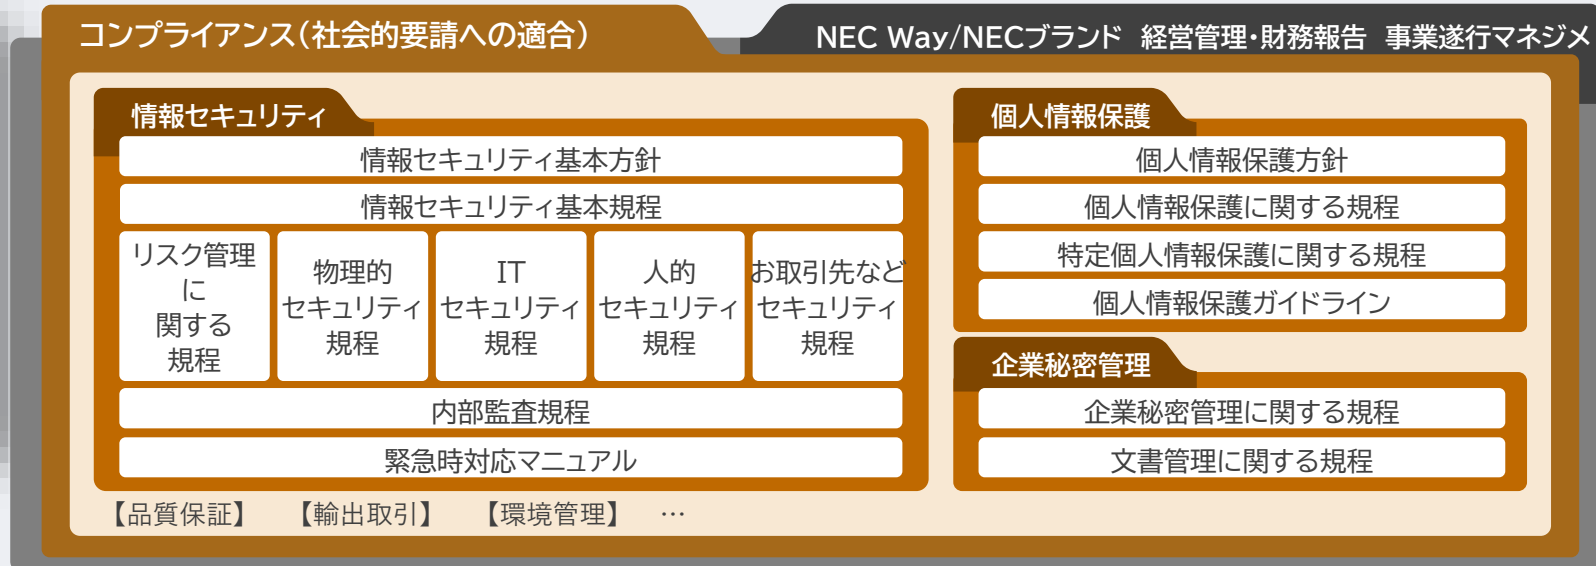 コンプライアンス(社会的要請への適合)
NEC Way/NECブランド 経営管理・財務報告 事業遂行マネジメ
情報セキュリティ
情報セキュリティ基本方針
情報セキュリティ基本規程
リスク管理
に
関する
規程
物理的
セキュリティ
規程
IT
セキュリティ
規程
人的
セキュリティ
規程
お取引先など
セキュリティ
規程
内部監査規程
緊急時対応マニュアル
個人情報保護
個人情報保護方針
個人情報保護に関する規程
特定個人情報保護に関する規程
個人情報保護ガイドライン
企業秘密管理
企業秘密管理に関する規程
文書管理に関する規程
【品質保証】 【輸出取引】 【環境管理】 …